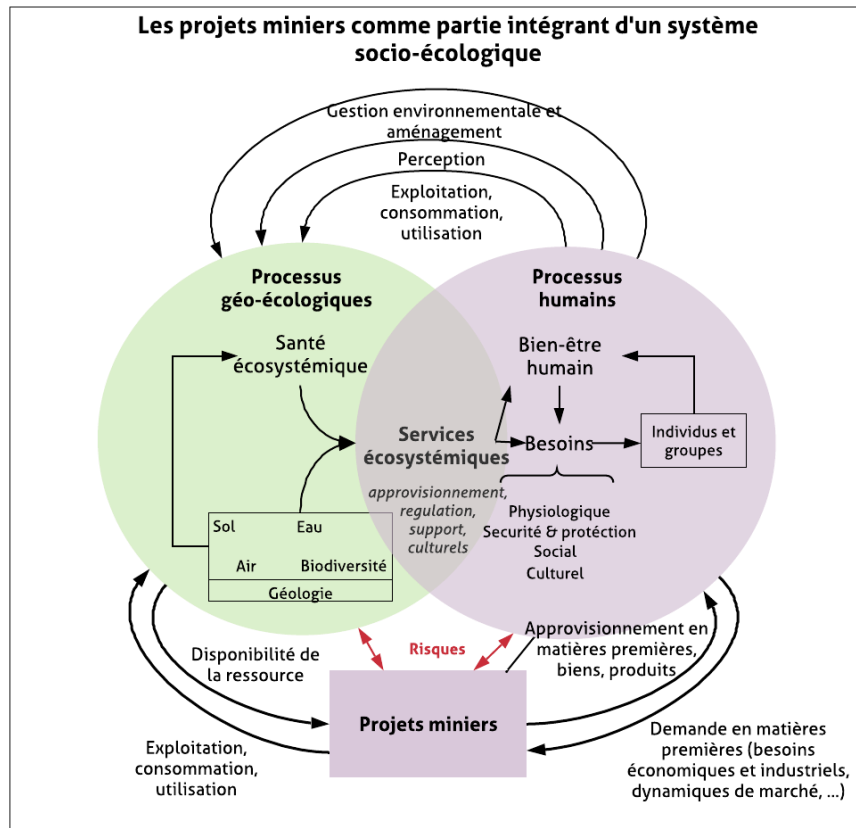 Les projets miniers comme partie intégrant d'un système
socio-écologique
Gestion environnementale et
aménagement
Perception
Exploitation,
consommation,
utilisation
Processus
géo-écologiques
Processus
humains
Santé
écosystémique
Bien-être
humain
Services
écosystémiques
Besoins
Individus et
groupes
approvisionnement,
regulation,
support,
culturels
Physiologique
Securité & protéction
Social
Culturel
Sol
Eau
Air
Biodiversité
Géologie
Disponibilité de
la ressource
Risques
Approvisionnement en
matières premières,
biens, produits
Projets miniers
Exploitation,
consommation,
utilisation
Demande en matières
premières (besoins
économiques et industriels,
dynamiques de marché, ...)